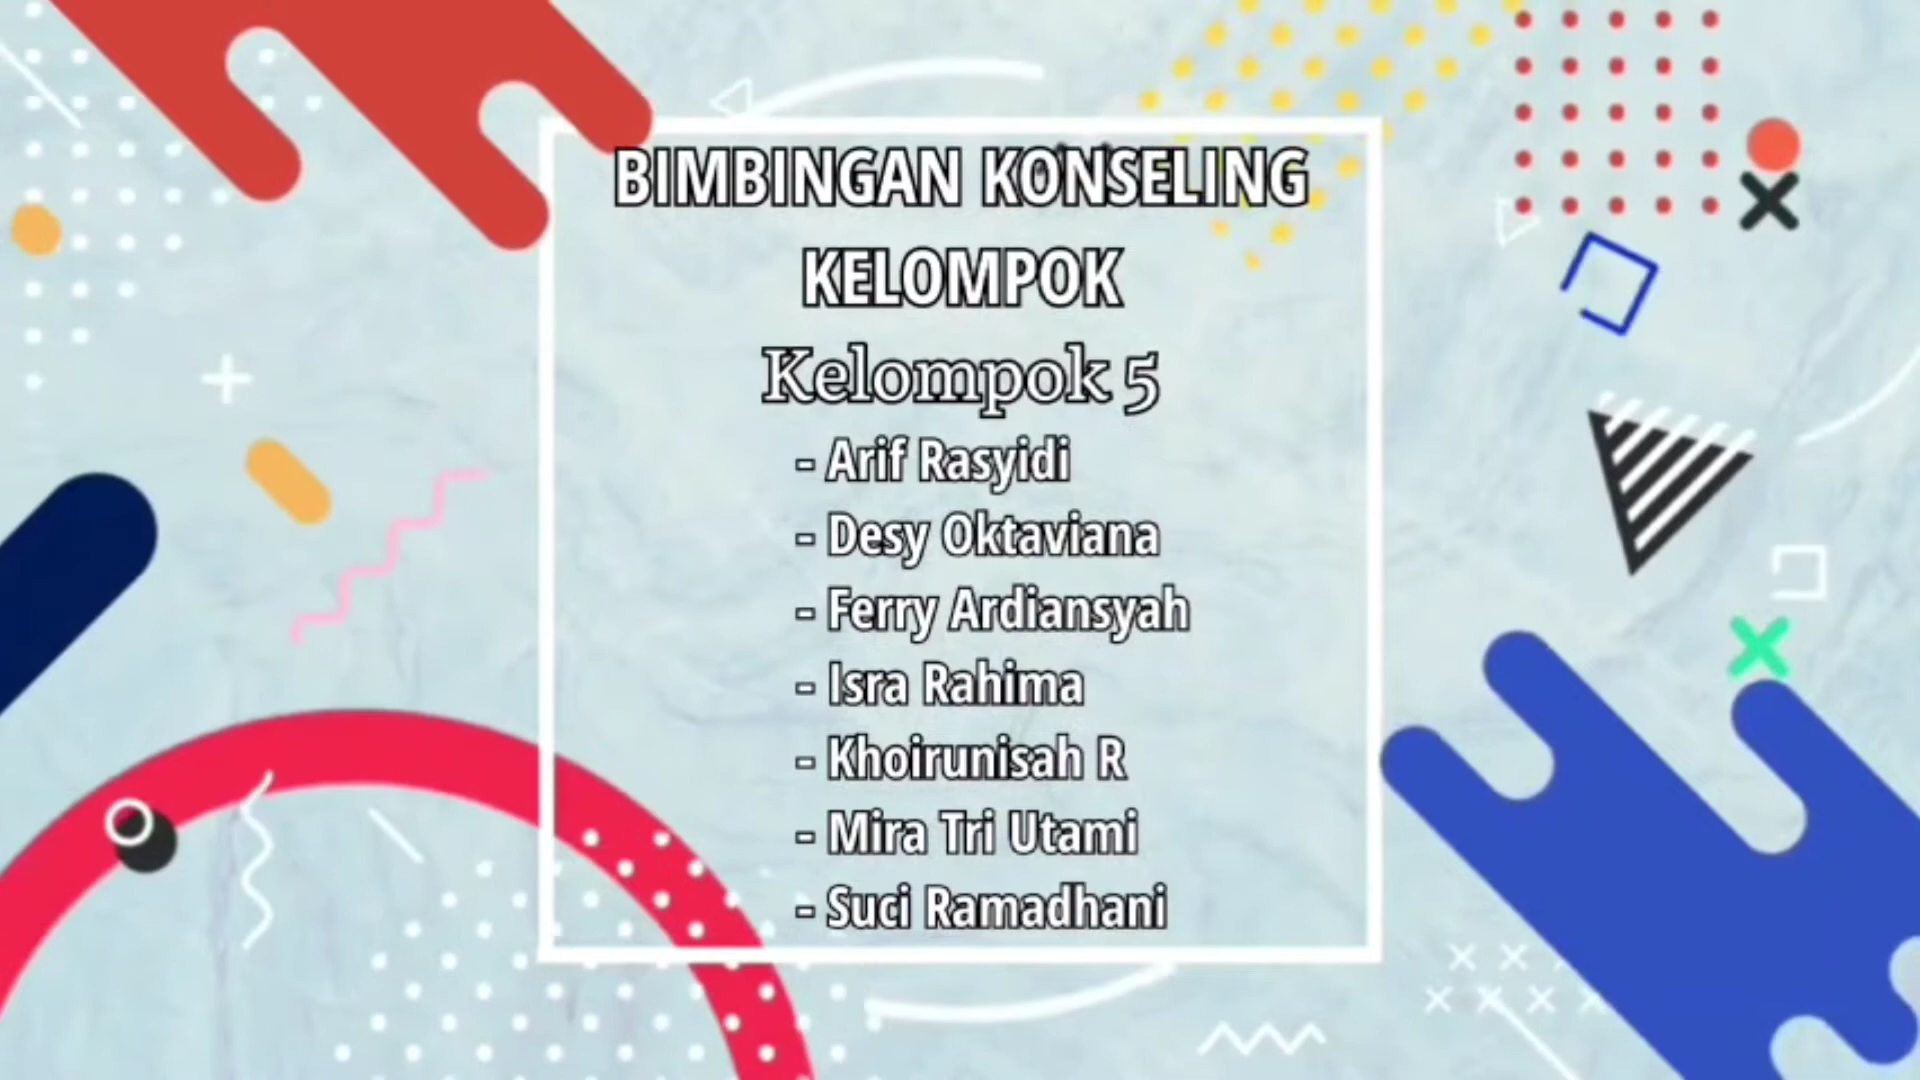 BIMBINGAN KONSELING
KELOMPOK
Kelompok 5
- Arif Rasyidi
- Desy Oktaviana
- Ferry Ardiansyah
- Isra Rahima
- Khoirunisah R
- Mira Tri Utami
- Suci Ramadhani